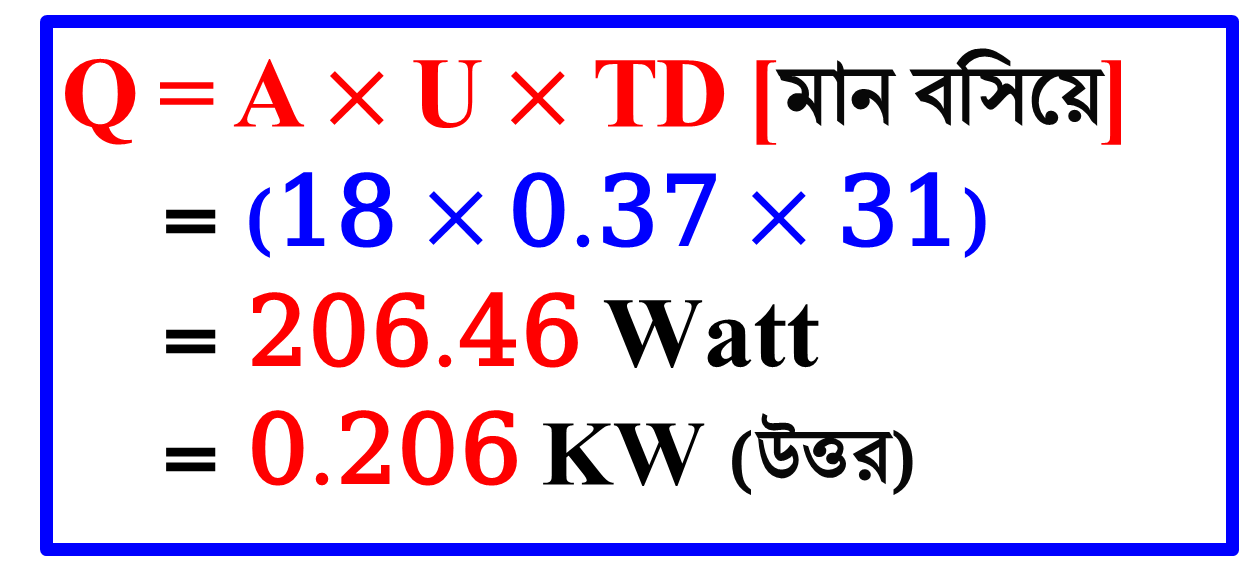 Q = A × U × TD [মান বসিয়ে]
= (18 × 0.37 × 31)
= 206.46 Watt
= 0.206 KW (উত্তর)